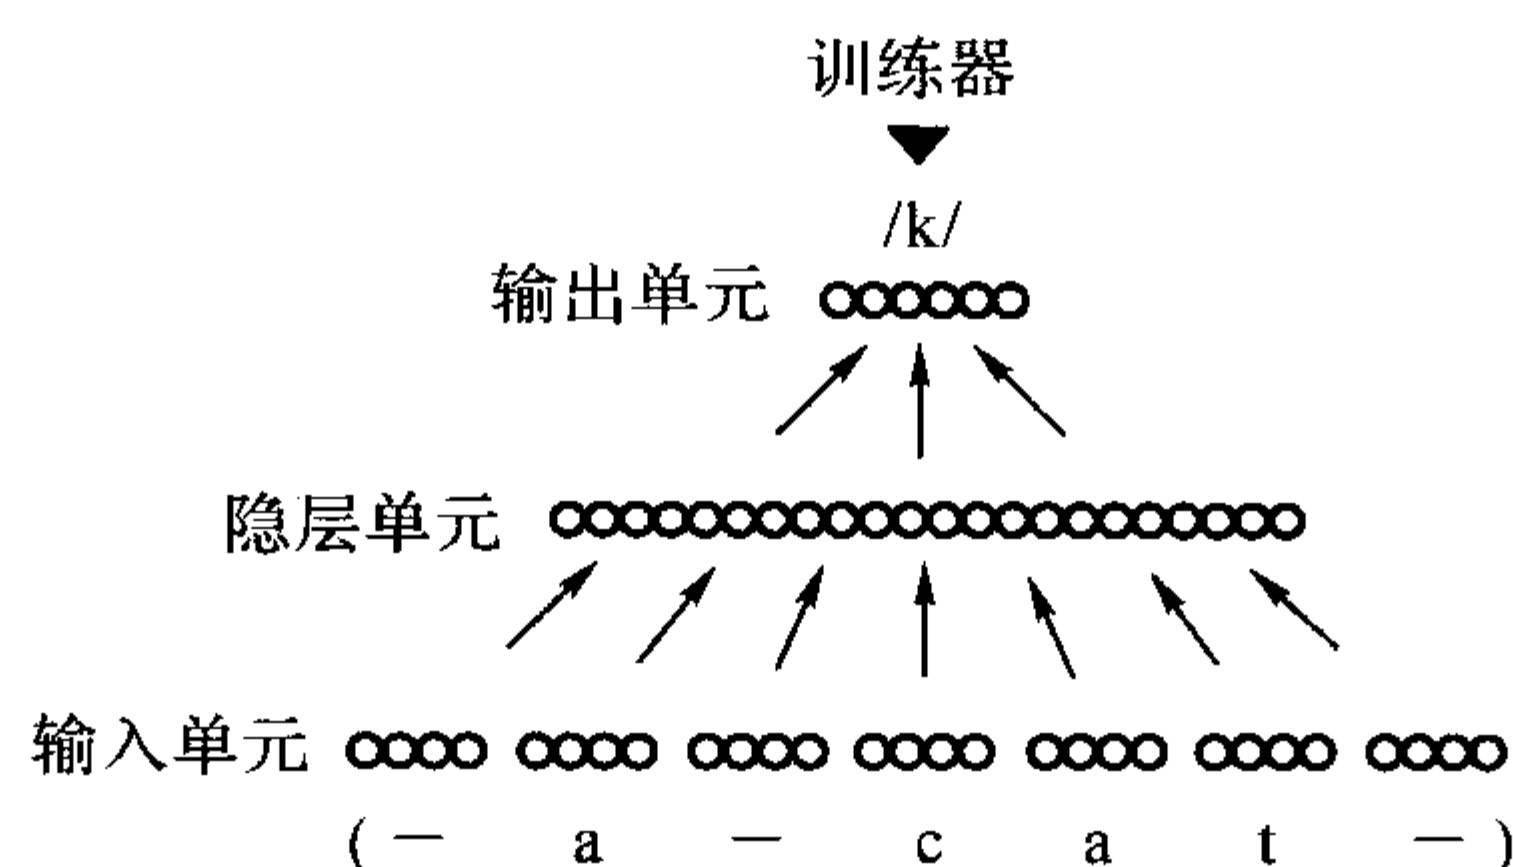 训练器
/k/
输出单元
隐层单元
输入单元
(— a — c a t —)